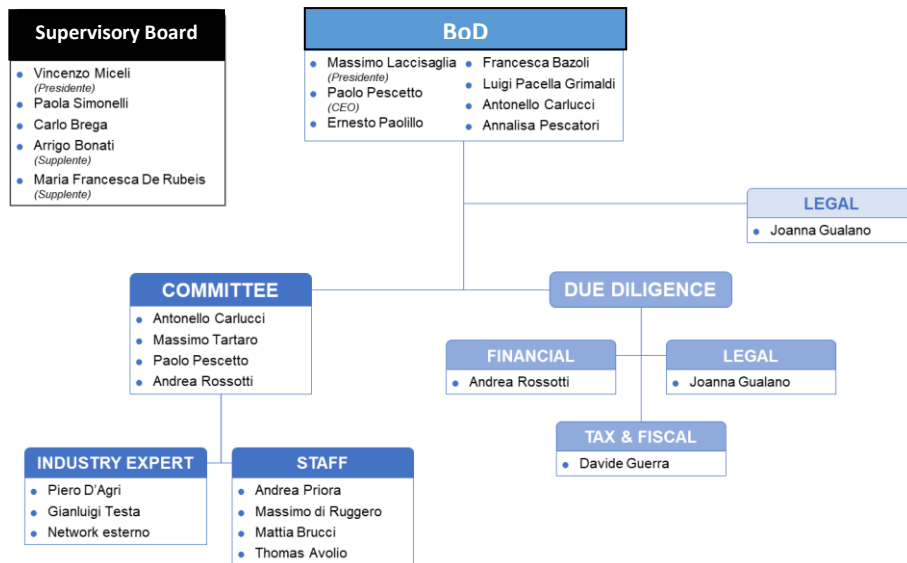 Supervisory Board
Vincenzo Miceli
(Presidente)
Paola Simonelli
Carlo Brega
Arrigo Bonati
(Supplente)
Maria Francesca De Rubeis
(Supplente)
BoD
Massimo Laccisaglia
(Presidente)
Paolo Pescetto
(CEO)
Ernesto Paolillo
Francesca Bazoli
Luigi Pacella Grimaldi
Antonello Carlucci
Annalisa Pescatori
LEGAL
Joanna Gualano
COMMITTEE
Antonello Carlucci
Massimo Tartaro
Paolo Pescetto
Andrea Rossotti
DUE DILIGENCE
FINANCIAL
Andrea Rossotti
LEGAL
Joanna Gualano
TAX & FISCAL
Davide Guerra
INDUSTRY EXPERT
Piero D'Agri
Gianluigi Testa
Network esterno
STAFF
Andrea Priora
Massimo di Ruggero
Mattia Brucci
Thomas Avolio